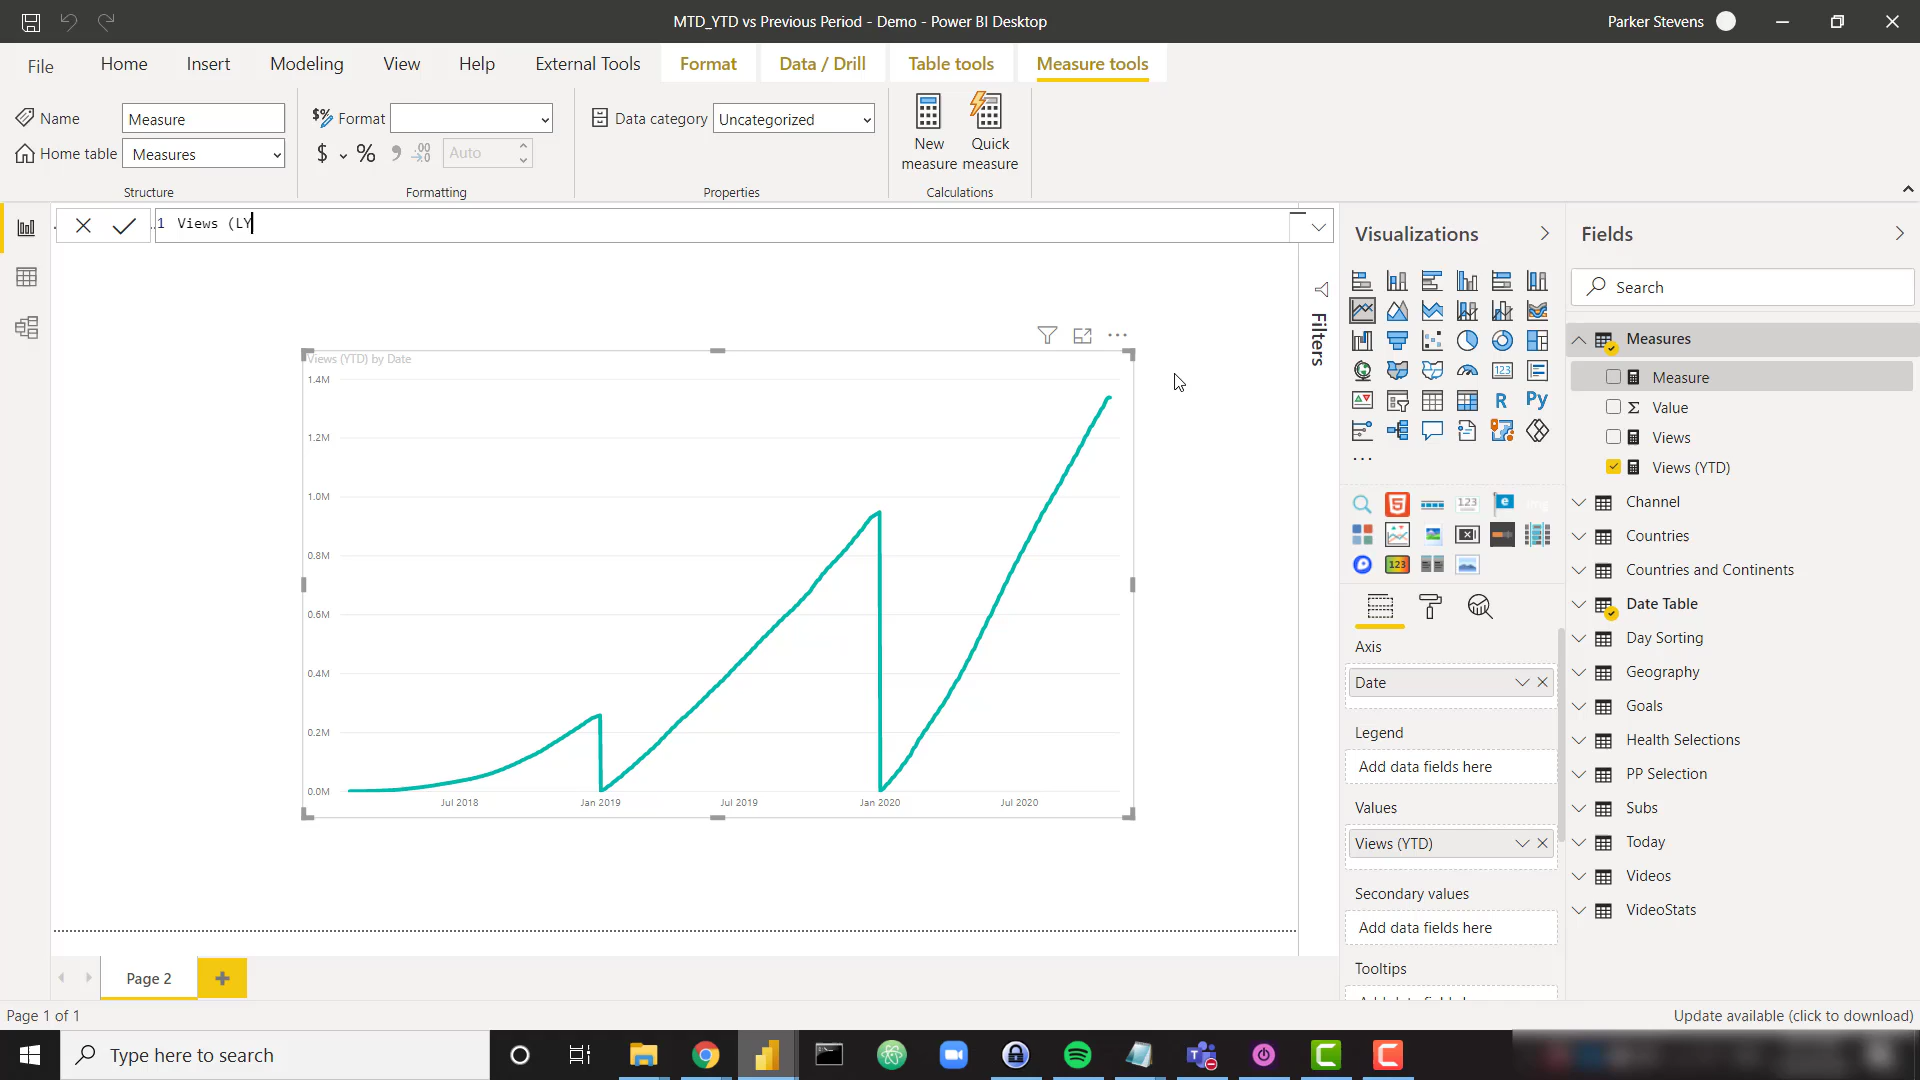 MTD_YTD vs Previous Period - Demo - Power BI Desktop
Parker Stevens
File
Home
Insert
Modeling
View
Help
External Tools
Format
Data / Drill
Table tools
Measure tools
Name
Measure
Format
Data category
Uncategorized
Home table
Measures
$
%
Auto
New
measure
Quick
measure
Structure
Formatting
Properties
Calculations
1 Views (LY
Views (YTD) by Date
1.4M
1.2M
1.0M
0.8M
0.6M
0.4M
0.2M
0.0M
Jul 2018
Jan 2019
Jul 2019
Jan 2020
Jul 2020
Filters
Visualizations
123
R
Py
123
123
Axis
Date
Legend
Add data fields here
Values
Views (YTD)
Secondary values
Add data fields here
Tooltips
Fields
Search
Measures
Measure
Value
Views
Views (YTD)
Channel
Countries
Countries and Continents
Date Table
Day Sorting
Geography
Goals
Health Selections
PP Selection
Subs
Today
Videos
VideoStats
Page 2
Page 1 of 1
Update available (click to download)
Type here to search